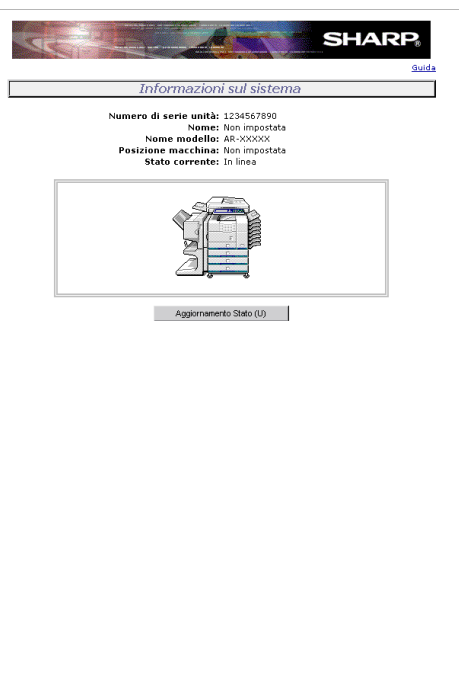 SHARP®
Guida
Informazioni sul sistema
Numero di serie unità: 1234567890
Nome: Non impostata
Nome modello: AR-XXXXX
Posizione macchina: Non impostata
Stato corrente: In linea
Aggiornamento Stato (U)